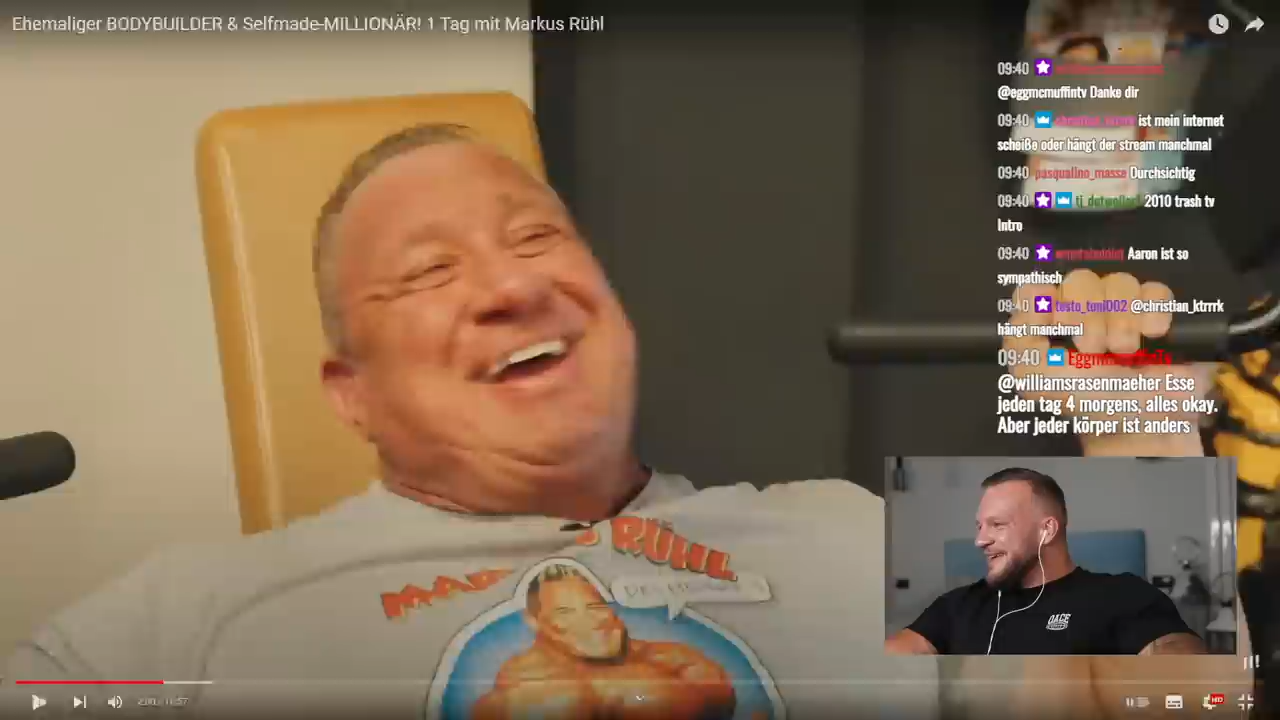 Ehemaliger BODYBUILDER & Selfmade-MILLIONÄR! 1 Tag mit Markus Rühl
09:40
@eggmcmuffintv Danke dir
09:40 ist mein internet
scheiße oder hängt der stream manchmal
09:40 pasqualino_massa Durchsichtig
09:40 2010 trash tv
Intro
09:40 Aaron ist so
sympathisch
09:40 testo_toni002 @christian_ktrrrk
hängt manchmal
09:40
@williamsrasenmaeher Esse
jeden tag 4 morgens, alles okay.
Aber jeder körper ist anders
RÜHL
HD